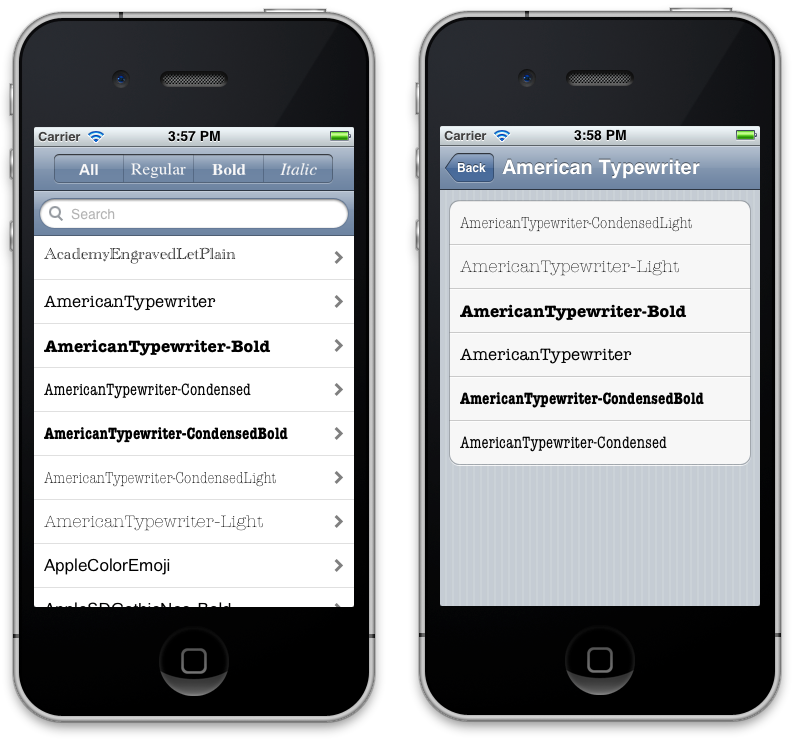 Carrier 3:57 PM
All Regular Bold Italic
Search
AcademyEngravedLetPlain
AmericanTypewriter
AmericanTypewriter-Bold
AmericanTypewriter-Condensed
AmericanTypewriter-CondensedBold
AmericanTypewriter-CondensedLight
AmericanTypewriter-Light
AppleColorEmoji
AppleSDGothicNeo-Bold
Carrier 3:58 PM
Back American Typewriter
AmericanTypewriter-CondensedLight
AmericanTypewriter-Light
AmericanTypewriter-Bold
AmericanTypewriter
AmericanTypewriter-CondensedBold
AmericanTypewriter-Condensed